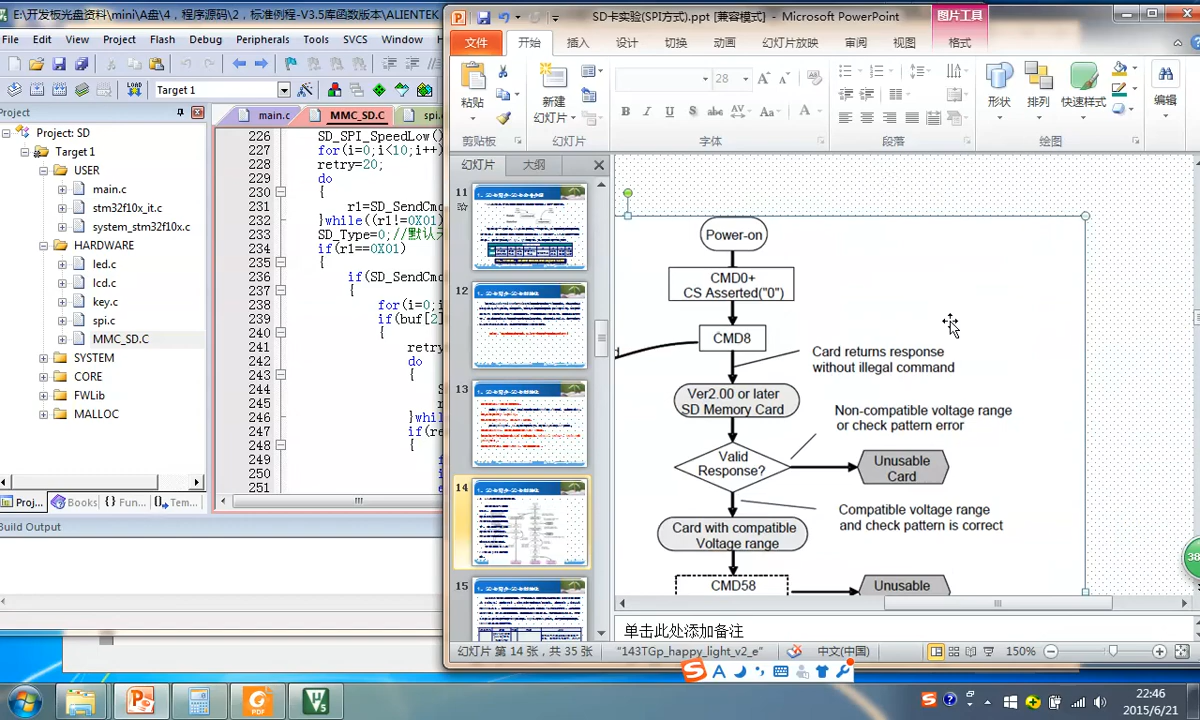 E:\开发板光盘资料\mini\A盘\4，程序源码\2，标准例程-V3.5库函数版本\ALIENTEK
File Edit View Project Flash Debug Peripherals Tools SVCS Window
LOAD
Target 1
Project
Project: SD
Target 1
USER
main.c
stm32f10x_it.c
system_stm32f10x.c
HARDWARE
led.c
lcd.c
key.c
spi.c
MMC_SD.C
SYSTEM
CORE
FWLib
MALLOC
Proj... Books Fun... Tem...
Build Output
main.c MMC_SD.C spi.
226 SD_SPI_SpeedLow()
227 for(i=0;i<10;i++)
228 retry=20;
229 do
230 {
231 r1=SD_SendCmd
232 }while((r1!=0X01)
233 SD_Type=0;//默认
234 if(r1==0X01)
235 {
236 if(SD_SendCmd
237 {
238 for(i=0;i
239 if(buf[2]
240 {
241 retry
242 do
243 {
244 S
245 r
246 }whil
247 if(re
248 {
249
250
251
SD卡实验(SPI方式).ppt [兼容模式] - Microsoft PowerPoint
图片工具
文件 开始 插入 设计 切换 动画 幻灯片放映 审阅 视图 格式
粘贴
新建
幻灯片
28
B I U S abc AV Aa A
形状 排列 快速样式 编辑
剪贴板 幻灯片 字体 段落 绘图
幻灯片 大纲
11
12
13
14
15
Power-on
CMD0+
CS Asserted("0")
CMD8
Card returns response
without illegal command
Ver2.00 or later
SD Memory Card
Non-compatible voltage range
or check pattern error
Valid
Response?
Unusable
Card
Compatible voltage range
and check pattern is correct
Card with compatible
Voltage range
CMD58
Unusable
单击此处添加备注
幻灯片 第 14 张，共 35 张 "143TGp_happy_light_v2_e" 中文(中国) 150%
38
22:46
2015/6/21